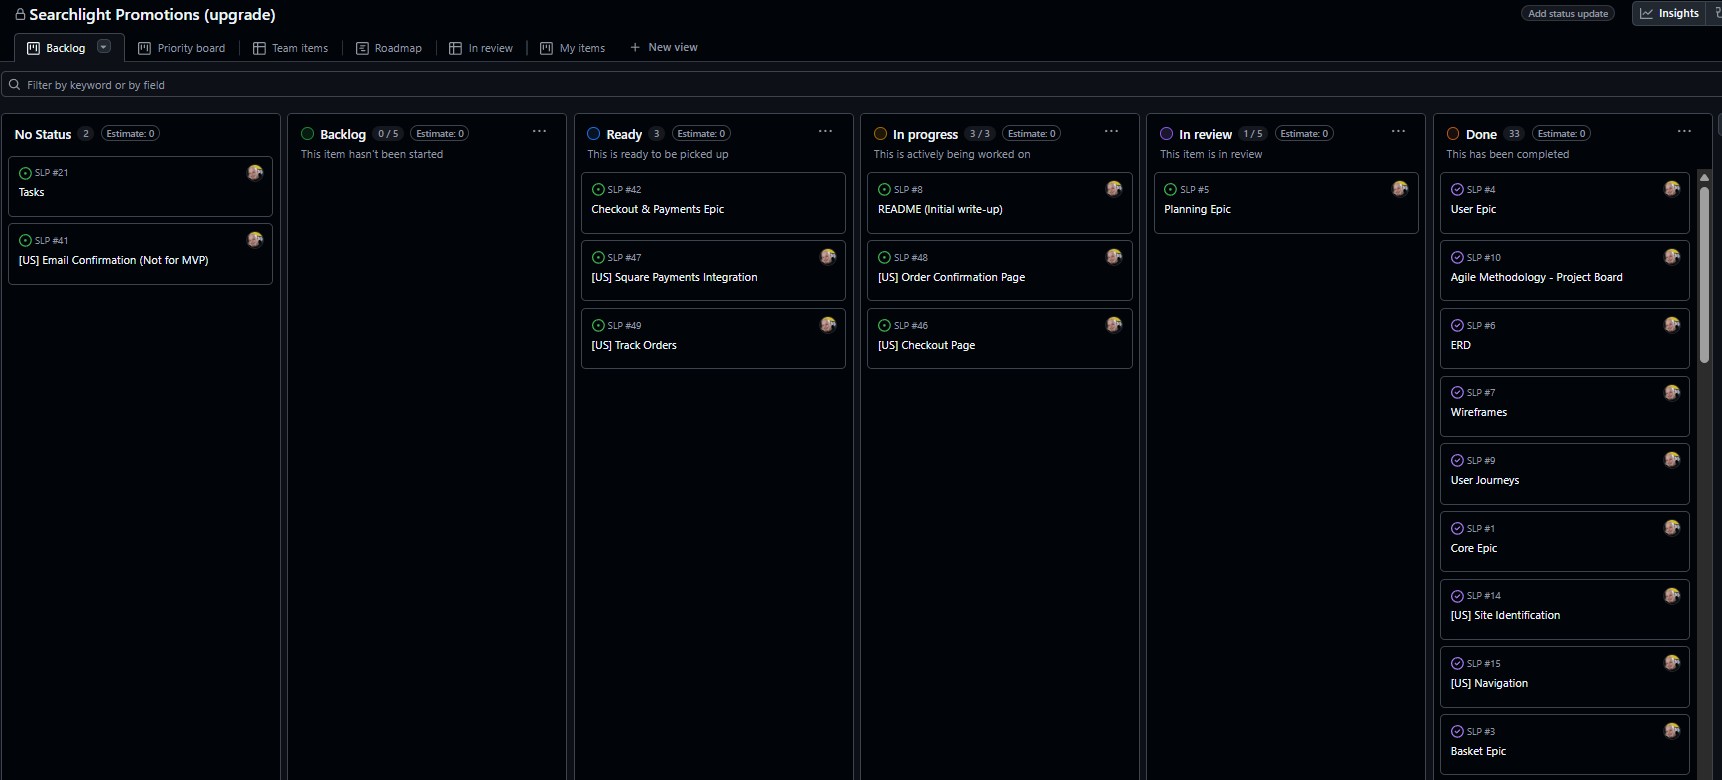 Searchlight Promotions (upgrade)
Add status update
Insights
Backlog
Priority board
Team items
Roadmap
In review
My items
New view
Filter by keyword or by field
No Status 2 Estimate: 0
SLP #21
Tasks
SLP #41
[US] Email Confirmation (Not for MVP)
Backlog 0 / 5 Estimate: 0
This item hasn't been started
Ready 3 Estimate: 0
This is ready to be picked up
SLP #42
Checkout & Payments Epic
SLP #47
[US] Square Payments Integration
SLP #49
[US] Track Orders
In progress 3 / 3 Estimate: 0
This is actively being worked on
SLP #8
README (Initial write-up)
SLP #48
[US] Order Confirmation Page
SLP #46
[US] Checkout Page
In review 1 / 5 Estimate: 0
This item is in review
SLP #5
Planning Epic
Done 33 Estimate: 0
This has been completed
SLP #4
User Epic
SLP #10
Agile Methodology - Project Board
SLP #6
ERD
SLP #7
Wireframes
SLP #9
User Journeys
SLP #1
Core Epic
SLP #14
[US] Site Identification
SLP #15
[US] Navigation
SLP #3
Basket Epic